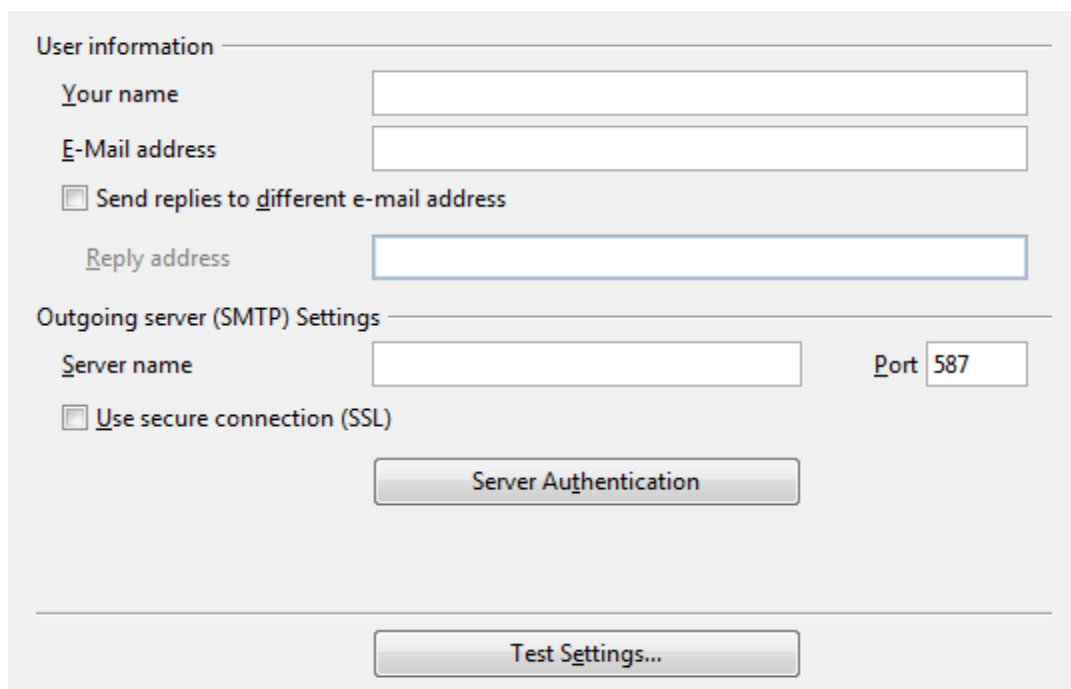 User information
Your name
E-Mail address
Send replies to different e-mail address
Reply address
Outgoing server (SMTP) Settings
Server name Port 587
Use secure connection (SSL)
Server Authentication
Test Settings...